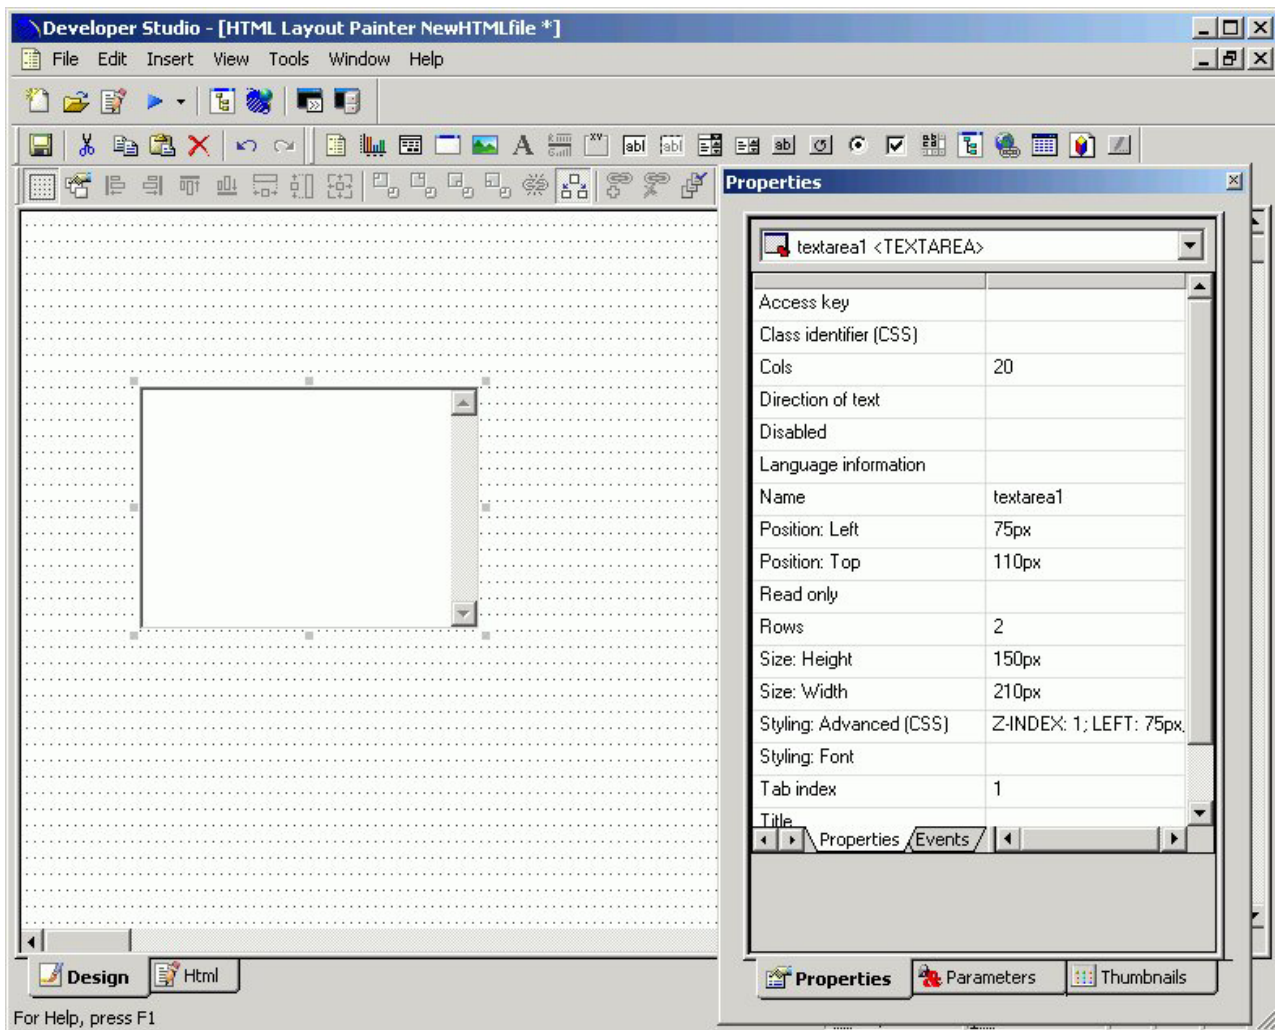 Developer Studio - [HTML Layout Painter NewHTMLfile *]
File Edit Insert View Tools Window Help
Properties
textarea1 <TEXTAREA>
Access key
Class identifier (CSS)
Cols 20
Direction of text
Disabled
Language information
Name textarea1
Position: Left 75px
Position: Top 110px
Read only
Rows 2
Size: Height 150px
Size: Width 210px
Styling: Advanced (CSS) Z-INDEX: 1; LEFT: 75px;
Styling: Font
Tab index 1
Title
Properties Events
Design Html
Properties Parameters Thumbnails
For Help, press F1